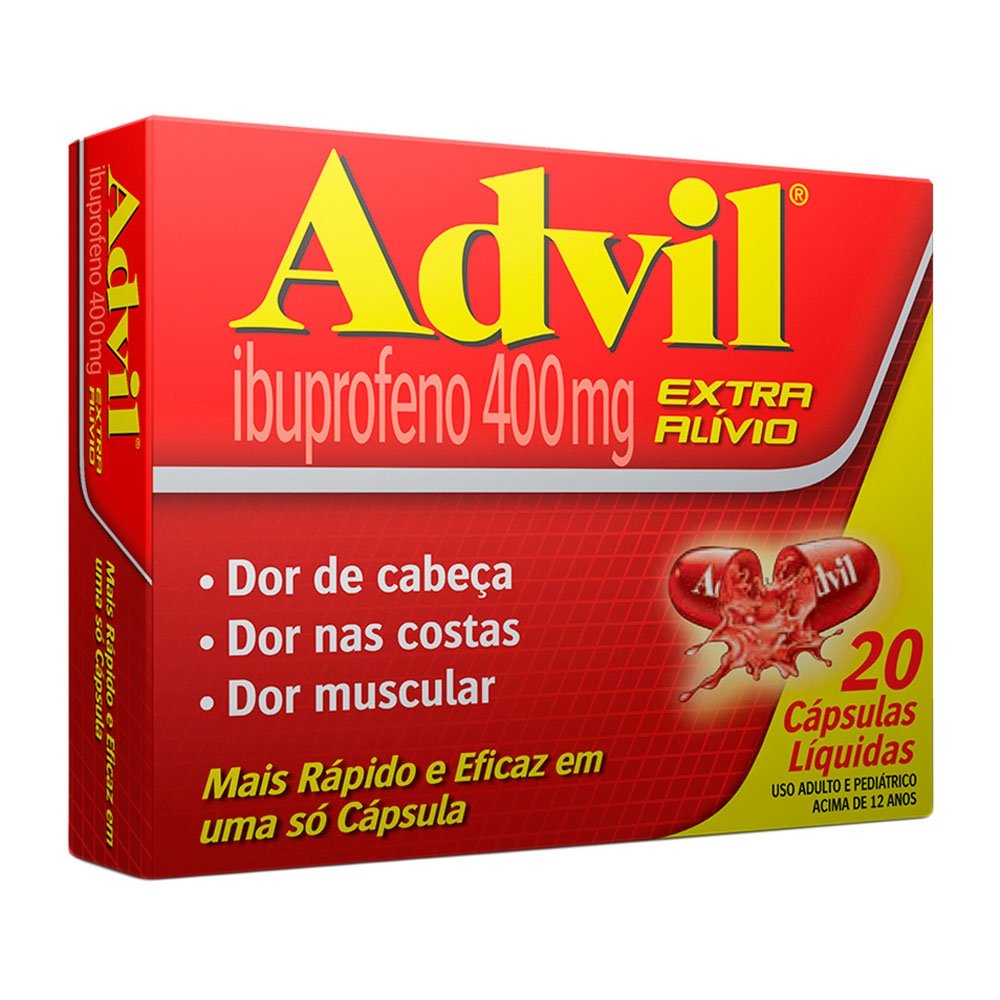 Advil®
ibuprofeno 400mg
EXTRA
ALÍVIO
• Dor de cabeça
• Dor nas costas
• Dor muscular
Mais Rápido e Eficaz em
uma só Cápsula
Advil
20
Cápsulas
Líquidas
USO ADULTO E PEDIÁTRICO
ACIMA DE 12 ANOS
Advil®
ibuprofeno 400mg
EXTRA
ALÍVIO
Mais Rápido e Eficaz em
uma só Cápsula